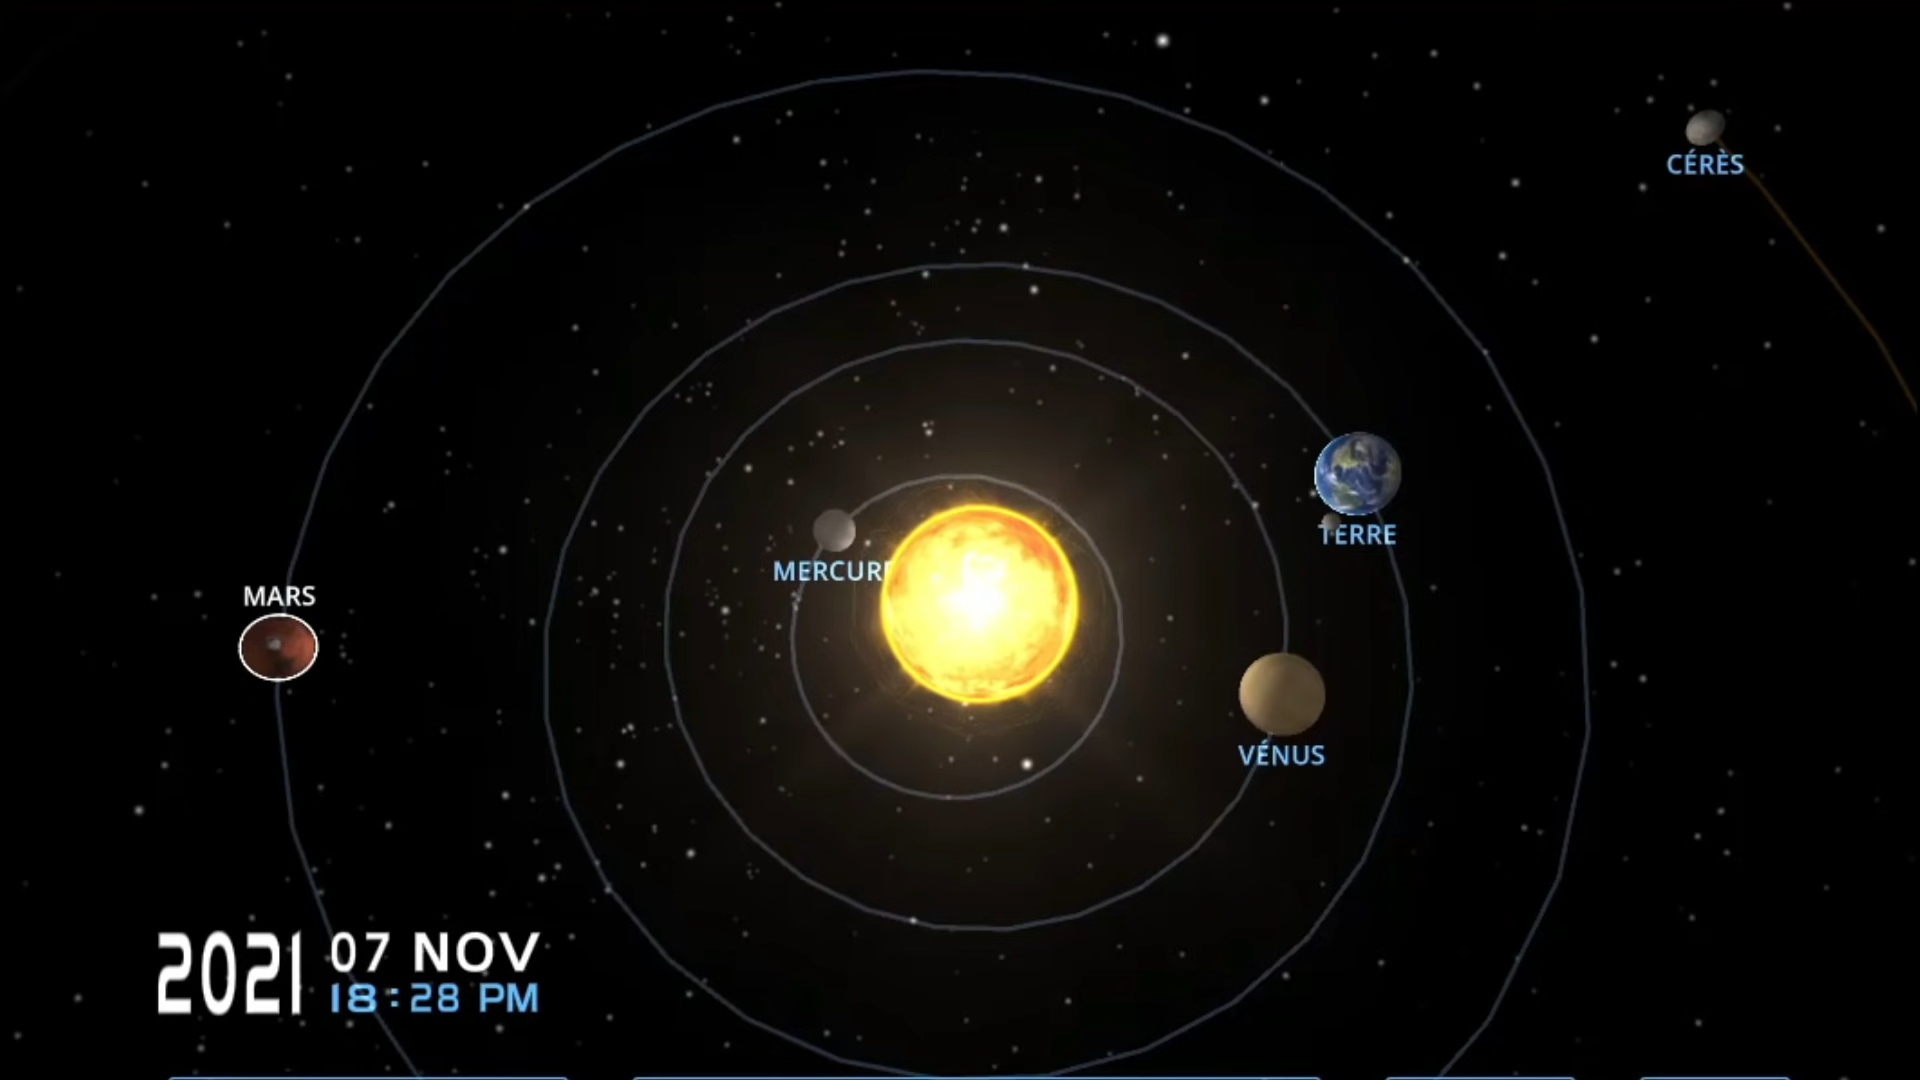 CÉRÈS
TERRE
MERCURE
MARS
VÉNUS
2021 07 NOV
18:28 PM